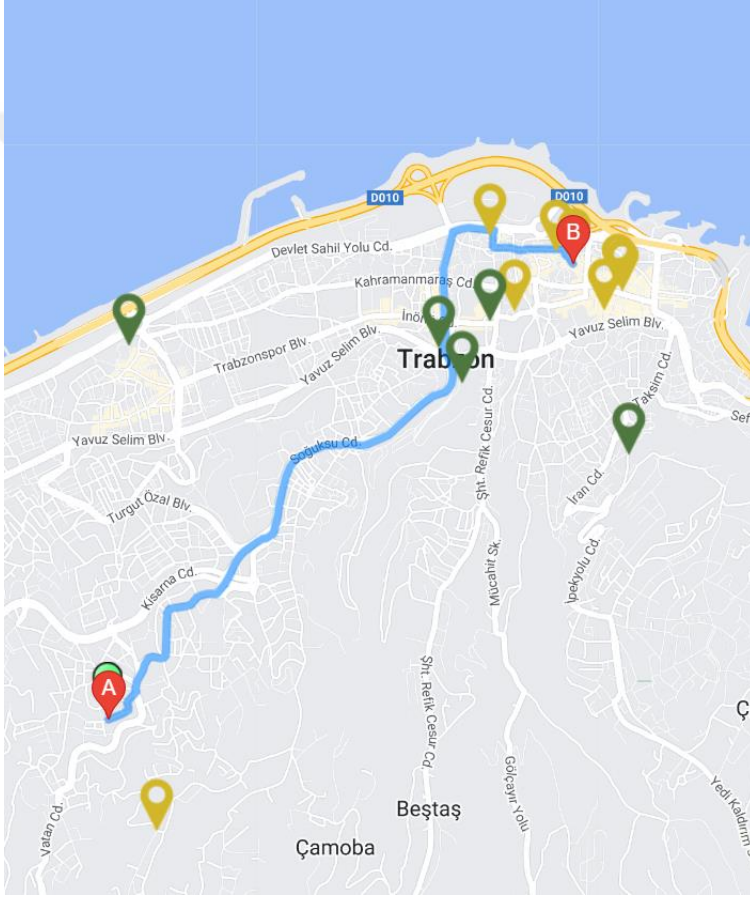 D010
D010
B
Devlet Sahil Yolu Cd.
Kahramanmaraş Cd.
Trabzonspor Blv.
Yavuz Selim Blv.
Yavuz Selim Blv.
Trabzon
Taksim Cd.
Sef
Yavuz Selim Blv.
Soğuksu Cd.
Şht. Refik Cesur Cd.
İran Cd.
Turgut Özal Blv.
Kisarna Cd.
Mücahit Sk.
İpekyolu Cd.
A
Şht. Refik Cesur Cd.
Ç
Vatan Cd.
Gölçayır Yolu
Yedi Kaldırım
Beştaş
Çamoba